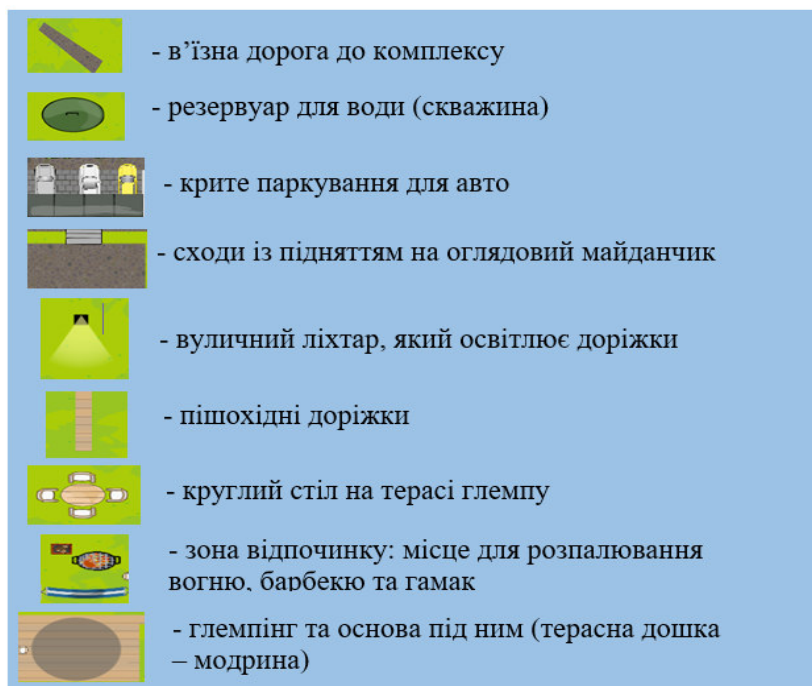 - в’їзна дорога до комплексу
- резервуар для води (скважина)
- крите паркування для авто
- сходи із підняттям на оглядовий майданчик
- вуличний ліхтар, який освітлює доріжки
- пішохідні доріжки
- круглий стіл на терасі глемпу
- зона відпочинку: місце для розпалювання
вогню, барбекю та гамак
- глемпінг та основа під ним (терасна дошка
– модрина)